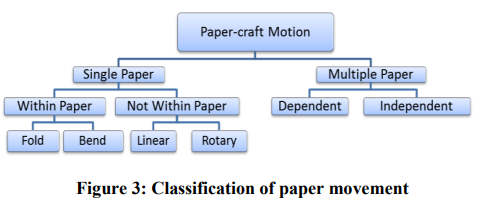 Paper-craft Motion
Single Paper
Multiple Paper
Within Paper
Not Within Paper
Dependent
Independent
Fold
Bend
Linear
Rotary
Figure 3: Classification of paper movement